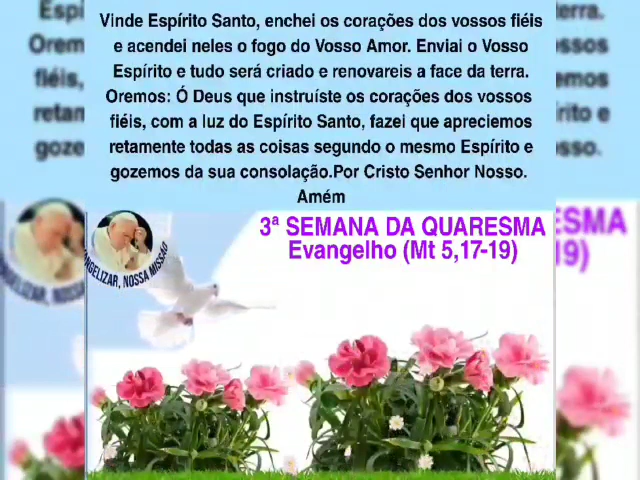 Vinde Espírito Santo, enchei os corações dos vossos fiéis
e acendei neles o fogo do Vosso Amor. Enviai o Vosso
Espírito e tudo será criado e renovareis a face da terra.
Oremos: Ó Deus que instruíste os corações dos vossos
fiéis, com a luz do Espírito Santo, fazei que apreciemos
retamente todas as coisas segundo o mesmo Espírito e
gozemos da sua consolação.Por Cristo Senhor Nosso.
Amém
3ª SEMANA DA QUARESMA
Evangelho (Mt 5,17-19)
EVANGELIZAR, NOSSA MISSÃO